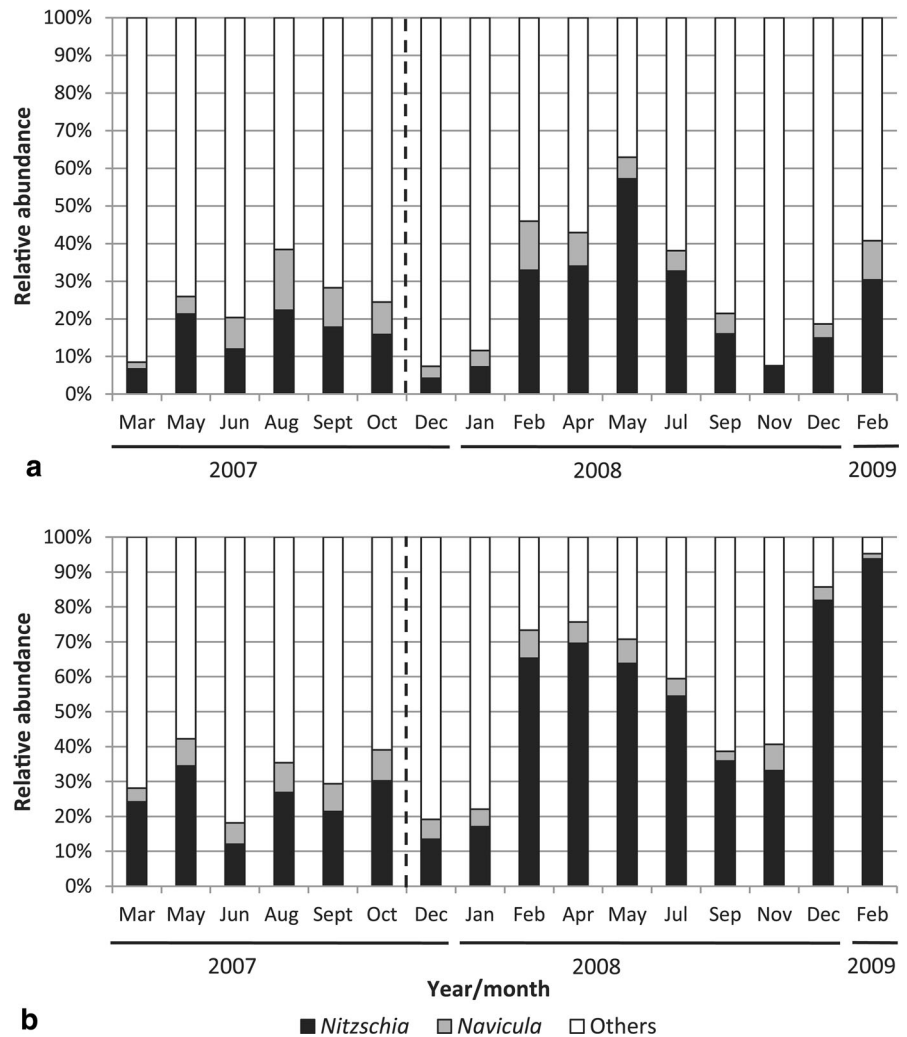 100%
90%
80%
70%
60%
50%
40%
30%
20%
10%
0%
Relative abundance
Mar May Jun Aug Sept Oct Dec Jan Feb Apr May Jul Sep Nov Dec Feb
2007 2008 2009
a
100%
90%
80%
70%
60%
50%
40%
30%
20%
10%
0%
Relative abundance
Mar May Jun Aug Sept Oct Dec Jan Feb Apr May Jul Sep Nov Dec Feb
2007 2008 2009
Year/month
b
Nitzschia Navicula Others